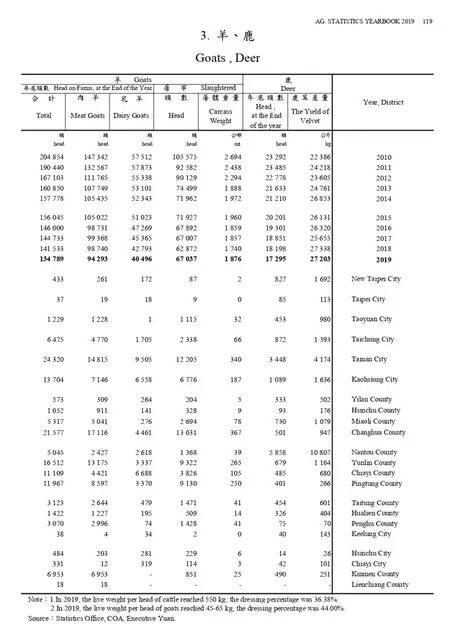 AG. STATISTICS YEARBOOK 2019 119
3. 羊、鹿
Goats , Deer
羊 Goats 鹿
年底頭數 Head on Farms, at the End of the Year 屠宰 Slaughtered Deer
合計 肉羊 乳羊 頭數 屠體重量 年底頭數 鹿茸產量 Year, District
Total Meat Goats Dairy Goats Head Carcass Weight Head , at the End of the year The Yield of Velvet
頭 頭 頭 頭 公噸 頭 公斤
head head head head mt. head kg
204 854 147 342 57 512 105 575 2 694 23 292 22 386 2010
190 440 132 567 57 873 92 582 2 438 23 485 24 218 2011
167 103 111 765 55 338 90 129 2 294 22 778 23 605 2012
160 850 107 749 53 101 74 499 1 888 21 633 24 761 2013
157 778 105 435 52 343 71 962 1 972 21 210 26 853 2014
156 045 105 022 51 023 71 927 1 960 20 201 26 131 2015
146 000 98 731 47 269 67 892 1 859 19 301 26 320 2016
144 733 99 368 45 365 67 007 1 857 18 851 25 655 2017
141 533 98 740 42 793 62 872 1 740 18 198 27 338 2018
134 789 94 293 40 496 67 037 1 876 17 295 27 203 2019
433 261 172 87 2 827 1 692 New Taipei City
37 19 18 9 0 85 113 Taipei City
1 229 1 228 1 1 115 32 453 980 Taoyuan City
6 475 4 770 1 705 2 338 66 872 1 393 Taichung City
24 320 14 815 9 505 12 205 340 3 448 4 174 Tainan City
13 704 7 146 6 558 6 776 187 1 089 1 636 Kaohsiung City
573 309 264 204 5 333 502 Yilan County
1 052 911 141 328 9 93 176 Hsinchu County
5 317 5 041 276 2 694 78 730 1 079 Miaoli County
21 577 17 116 4 461 13 031 367 501 947 Changhua County
5 045 2 427 2 618 1 368 39 5 858 10 807 Nantou County
16 512 13 175 3 337 9 322 265 679 1 164 Yunlin County
11 109 4 421 6 688 3 826 105 485 680 Chiayi County
11 967 8 597 3 370 9 130 250 401 266 Pingtung County
3 123 2 644 479 1 471 41 454 601 Taitung County
1 422 1 227 195 509 14 326 404 Hualien County
3 070 2 996 74 1 428 41 75 70 Penghu County
38 4 34 2 0 40 143 Keelung City
484 203 281 229 6 14 26 Hsinchu City
331 12 319 114 3 42 101 Chiayi City
6 953 6 953 - 851 25 490 251 Kinmen County
18 18 - - - - - Lienchiang County
Note：1.In 2019, the live weight per head of cattle reached 550 kg; the dressing percentage was 36.38%.
2.In 2019, the live weight per head of goats reached 45-65 kg; the dressing percentage was 44.00%.
Source：Statistics Office, COA, Executive Yuan.